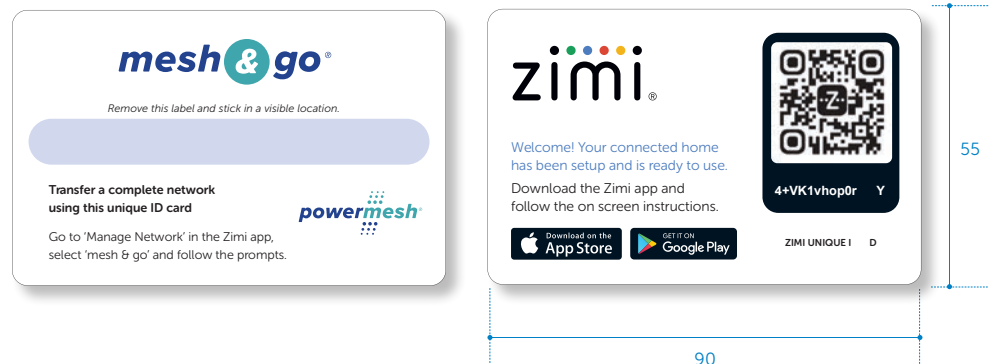 mesh & go®
Remove this label and stick in a visible location.
Transfer a complete network
using this unique ID card
powermesh®
Go to ‘Manage Network’ in the Zimi app,
select ‘mesh & go’ and follow the prompts.
zimi®
Welcome! Your connected home
has been setup and is ready to use.
Download the Zimi app and
follow the on screen instructions.
Download on the
App Store
GET IT ON
Google Play
Z
4+VK1vhop0r Y
ZIMI UNIQUE I D
55
90